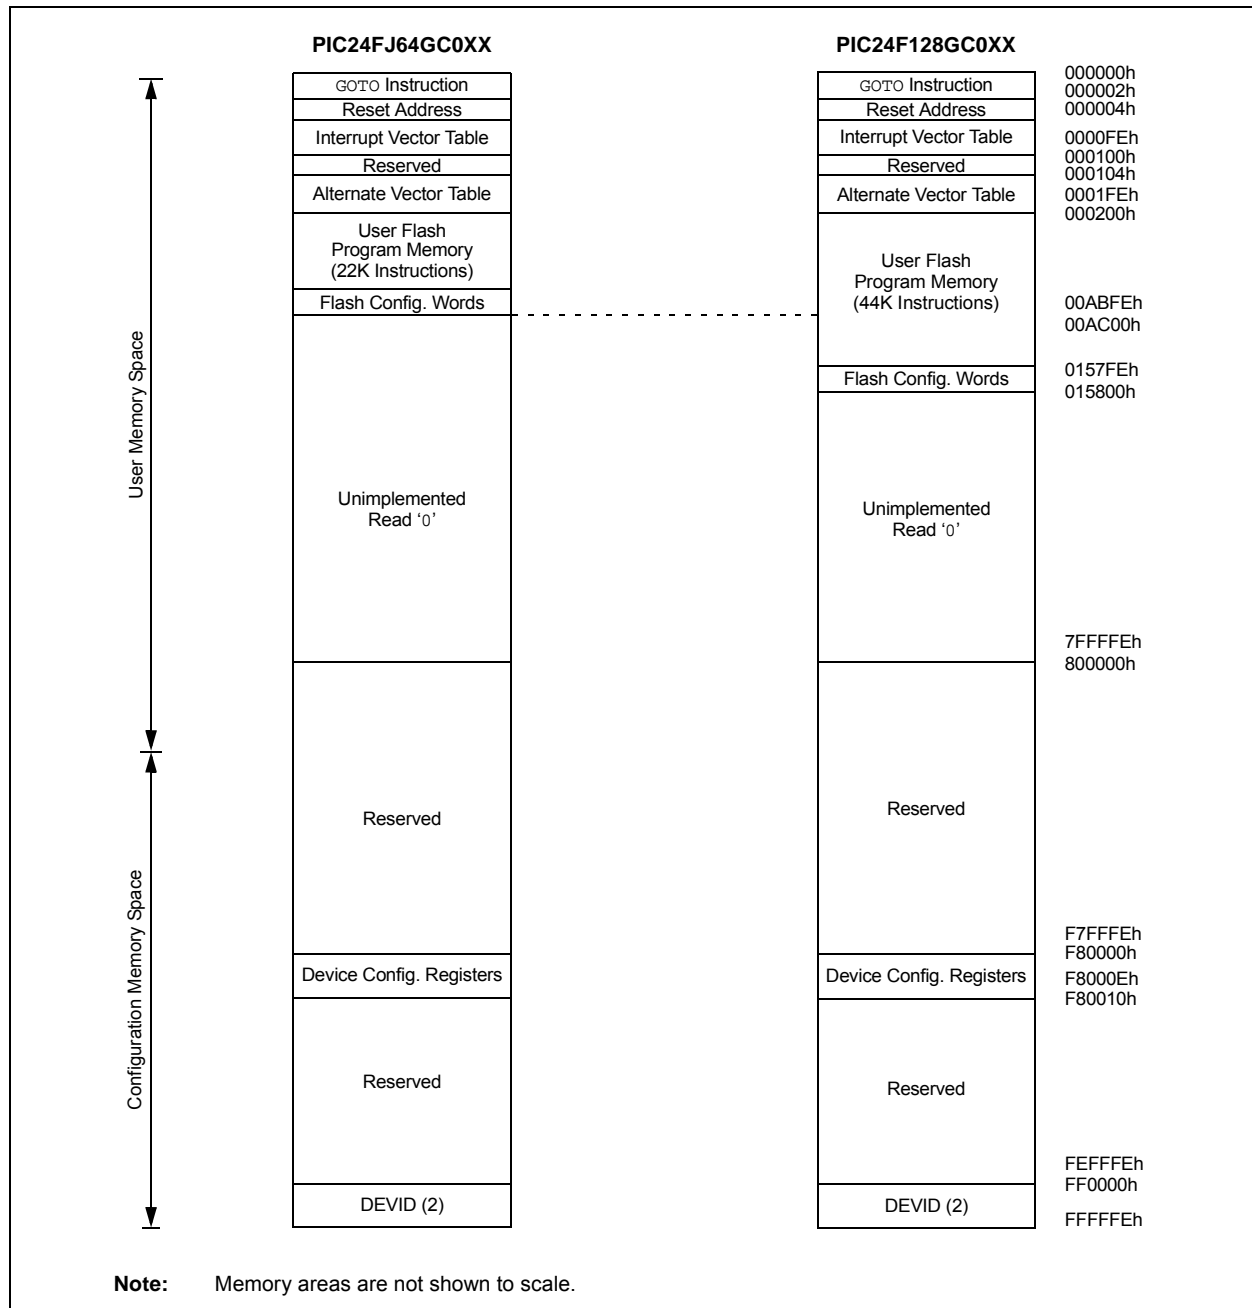 PIC24FJ64GC0XX
GOTO Instruction
Reset Address
Interrupt Vector Table
Reserved
Alternate Vector Table
User Flash
Program Memory
(22K Instructions)
Flash Config. Words
Unimplemented
Read ‘0’
Reserved
Device Config. Registers
Reserved
DEVID (2)
User Memory Space
Configuration Memory Space
PIC24F128GC0XX
GOTO Instruction
Reset Address
Interrupt Vector Table
Reserved
Alternate Vector Table
User Flash
Program Memory
(44K Instructions)
Flash Config. Words
Unimplemented
Read ‘0’
Reserved
Device Config. Registers
Reserved
DEVID (2)
000000h
000002h
000004h
0000FEh
000100h
000104h
0001FEh
000200h
00ABFEh
00AC00h
0157FEh
015800h
7FFFFEh
800000h
F7FFFEh
F80000h
F8000Eh
F80010h
FEFFFEh
FF0000h
FFFFFEh
Note: Memory areas are not shown to scale.